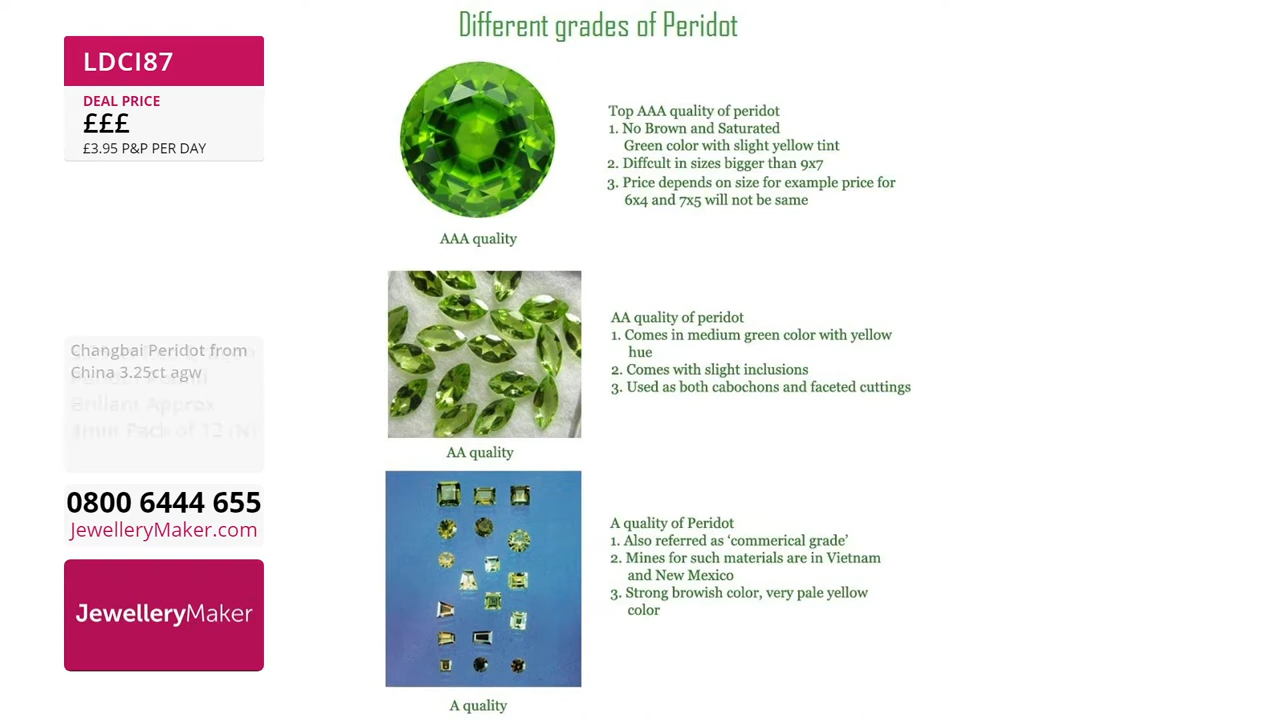 Different grades of Peridot
LDCI87
DEAL PRICE
£££
£3.95 P&P PER DAY
Top AAA quality of peridot
1. No Brown and Saturated
Green color with slight yellow tint
2. Diffcult in sizes bigger than 9x7
3. Price depends on size for example price for
6x4 and 7x5 will not be same
AAA quality
AA quality of peridot
1. Comes in medium green color with yellow
hue
2. Comes with slight inclusions
3. Used as both cabochons and faceted cuttings
AA quality
Changbai Peridot from
China 3.25ct agw
Brilliant Approx
4mm Pack of 12 (N)
0800 6444 655
JewelleryMaker.com
JewelleryMaker
A quality of Peridot
1. Also referred as ‘commerical grade’
2. Mines for such materials are in Vietnam
and New Mexico
3. Strong browish color, very pale yellow
color
A quality